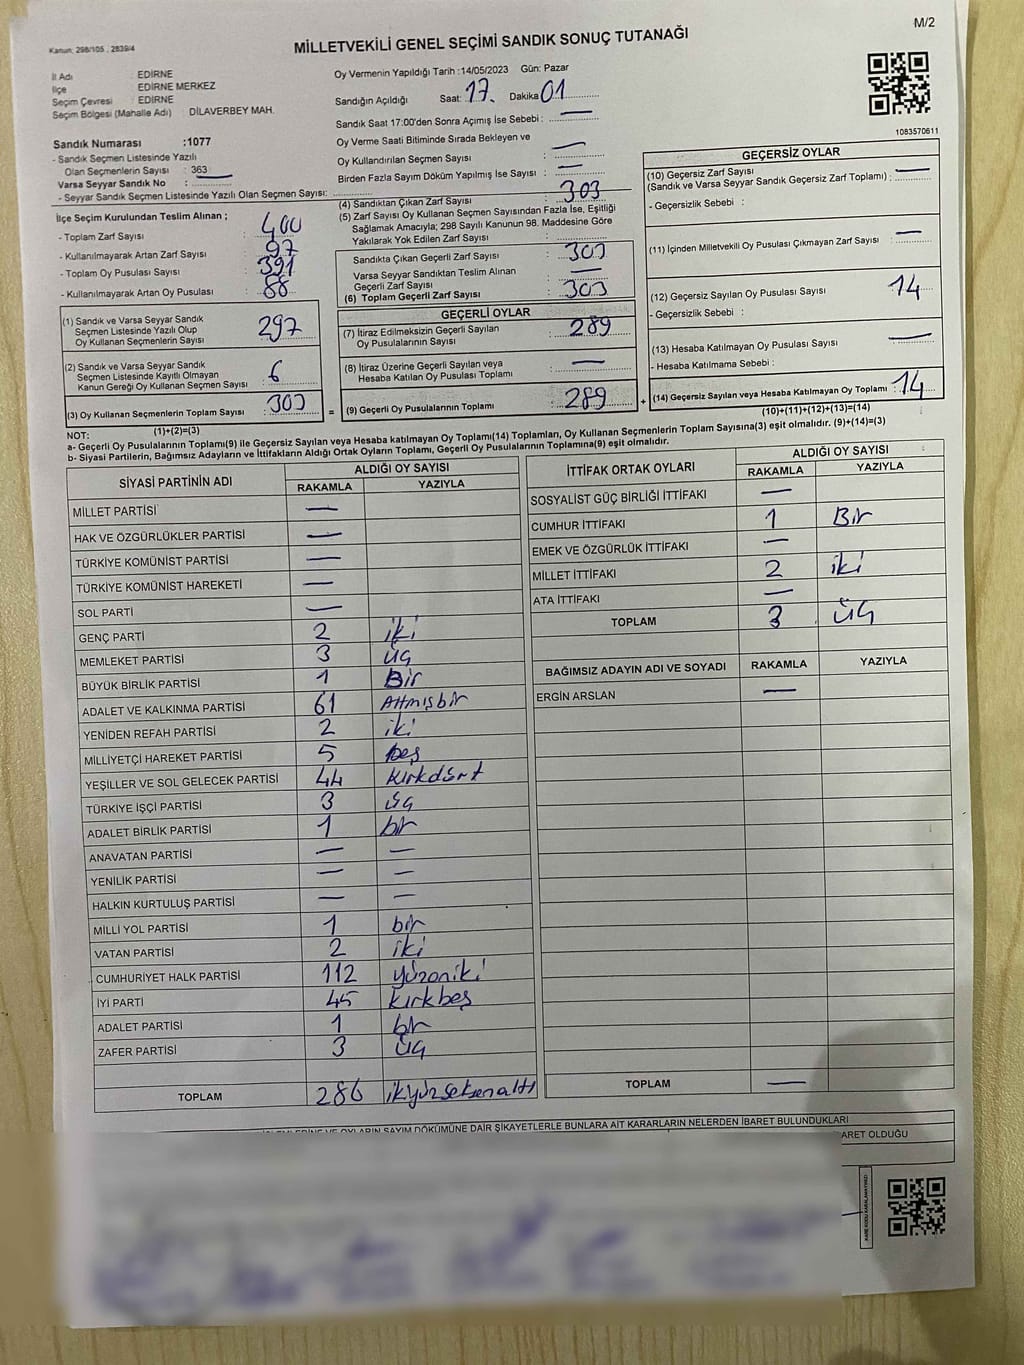 M/2
Kanun: 298/105 , 2839/4
MİLLETVEKİLİ GENEL SEÇİMİ SANDIK SONUÇ TUTANAĞI
İl Adı : EDİRNE
İlçe : EDİRNE MERKEZ
Seçim Çevresi : EDİRNE
Seçim Bölgesi (Mahalle Adı) : DİLAVERBEY MAH.
Sandık Numarası :1077
- Sandık Seçmen Listesinde Yazılı
Olan Seçmenlerin Sayısı : 363
Varsa Seyyar Sandık No :
- Seyyar Sandık Seçmen Listesinde Yazılı Olan Seçmen Sayısı:
Oy Vermenin Yapıldığı Tarih :14/05/2023 Gün: Pazar
Sandığın Açıldığı Saat: 17. Dakika 01
Sandık Saat 17:00'den Sonra Açımış İse Sebebi : —
Oy Verme Saati Bitiminde Sırada Bekleyen ve
Oy Kullandırılan Seçmen Sayısı : —
Birden Fazla Sayım Döküm Yapılmış İse Sayısı : —
1083570611
İlçe Seçim Kurulundan Teslim Alınan ;
- Toplam Zarf Sayısı : 400
- Kullanılmayarak Artan Zarf Sayısı : 97
- Toplam Oy Pusulası Sayısı : 391
- Kullanılmayarak Artan Oy Pusulası : 88
(1) Sandık ve Varsa Seyyar Sandık
Seçmen Listesinde Yazılı Olup
Oy Kullanan Seçmenlerin Sayısı : 297
(2) Sandık ve Varsa Seyyar Sandık
Seçmen Listesinde Kayıtlı Olmayan
Kanun Gereği Oy Kullanan Seçmen Sayısı : 6
(3) Oy Kullanan Seçmenlerin Toplam Sayısı : 303
(1)+(2)=(3)
(4) Sandıktan Çıkan Zarf Sayısı : 303
(5) Zarf Sayısı Oy Kullanan Seçmen Sayısından Fazla İse, Eşitliği
Sağlamak Amacıyla; 298 Sayılı Kanunun 98. Maddesine Göre
Yakılarak Yok Edilen Zarf Sayısı :
Sandıkta Çıkan Geçerli Zarf Sayısı : 303
Varsa Seyyar Sandıktan Teslim Alınan
Geçerli Zarf Sayısı : —
(6) Toplam Geçerli Zarf Sayısı : 303
GEÇERLİ OYLAR
(7) İtiraz Edilmeksizin Geçerli Sayılan
Oy Pusulalarının Sayısı : 289
(8) İtiraz Üzerine Geçerli Sayılan veya
Hesaba Katılan Oy Pusulası Toplamı : —
= (9) Geçerli Oy Pusulalarının Toplamı : 289
GEÇERSİZ OYLAR
(10) Geçersiz Zarf Sayısı
(Sandık ve Varsa Seyyar Sandık Geçersiz Zarf Toplamı) : —
- Geçersizlik Sebebi :
(11) İçinden Milletvekili Oy Pusulası Çıkmayan Zarf Sayısı : —
(12) Geçersiz Sayılan Oy Pusulası Sayısı : 14
- Geçersizlik Sebebi :
(13) Hesaba Katılmayan Oy Pusulası Sayısı : —
- Hesaba Katılmama Sebebi :
+ (14) Geçersiz Sayılan veya Hesaba Katılmayan Oy Toplamı : 14
(10)+(11)+(12)+(13)=(14)
NOT:
a- Geçerli Oy Pusulalarının Toplamı(9) ile Geçersiz Sayılan veya Hesaba katılmayan Oy Toplamı(14) Toplamları, Oy Kullanan Seçmenlerin Toplam Sayısına(3) eşit olmalıdır. (9)+(14)=(3)
b- Siyasi Partilerin, Bağımsız Adayların ve İttifakların Aldığı Ortak Oyların Toplamı, Geçerli Oy Pusulalarının Toplamına(9) eşit olmalıdır.
SİYASİ PARTİNİN ADI ALDIĞI OY SAYISI
RAKAMLA YAZIYLA
MİLLET PARTİSİ —
HAK VE ÖZGÜRLÜKLER PARTİSİ —
TÜRKİYE KOMÜNİST PARTİSİ —
TÜRKİYE KOMÜNİST HAREKETİ —
SOL PARTİ —
GENÇ PARTİ 2 iki
MEMLEKET PARTİSİ 3 üç
BÜYÜK BİRLİK PARTİSİ 1 Bir
ADALET VE KALKINMA PARTİSİ 61 Altmışbir
YENİDEN REFAH PARTİSİ 2 iki
MİLLİYETÇİ HAREKET PARTİSİ 5 beş
YEŞİLLER VE SOL GELECEK PARTİSİ 44 kırkdört
TÜRKİYE İŞÇİ PARTİSİ 3 üç
ADALET BİRLİK PARTİSİ 1 bir
ANAVATAN PARTİSİ — —
YENİLİK PARTİSİ — —
HALKIN KURTULUŞ PARTİSİ — —
MİLLİ YOL PARTİSİ 1 bir
VATAN PARTİSİ 2 iki
CUMHURİYET HALK PARTİSİ 112 yüzoniki
İYİ PARTİ 45 kırkbeş
ADALET PARTİSİ 1 bir
ZAFER PARTİSİ 3 üç
TOPLAM 286 ikiyüzseksenaltı
İTTİFAK ORTAK OYLARI ALDIĞI OY SAYISI
RAKAMLA YAZIYLA
SOSYALİST GÜÇ BİRLİĞİ İTTİFAKI —
CUMHUR İTTİFAKI 1 Bir
EMEK VE ÖZGÜRLÜK İTTİFAKI —
MİLLET İTTİFAKI 2 iki
ATA İTTİFAKI —
TOPLAM 3 üç
BAĞIMSIZ ADAYIN ADI VE SOYADI RAKAMLA YAZIYLA
ERGİN ARSLAN —
TOPLAM —
İŞLEMLERİNE VE OYLARIN SAYIM DÖKÜMÜNE DAİR ŞİKAYETLERLE BUNLARA AİT KARARLARIN NELERDEN İBARET BULUNDUKLARI
ARET OLDUĞU